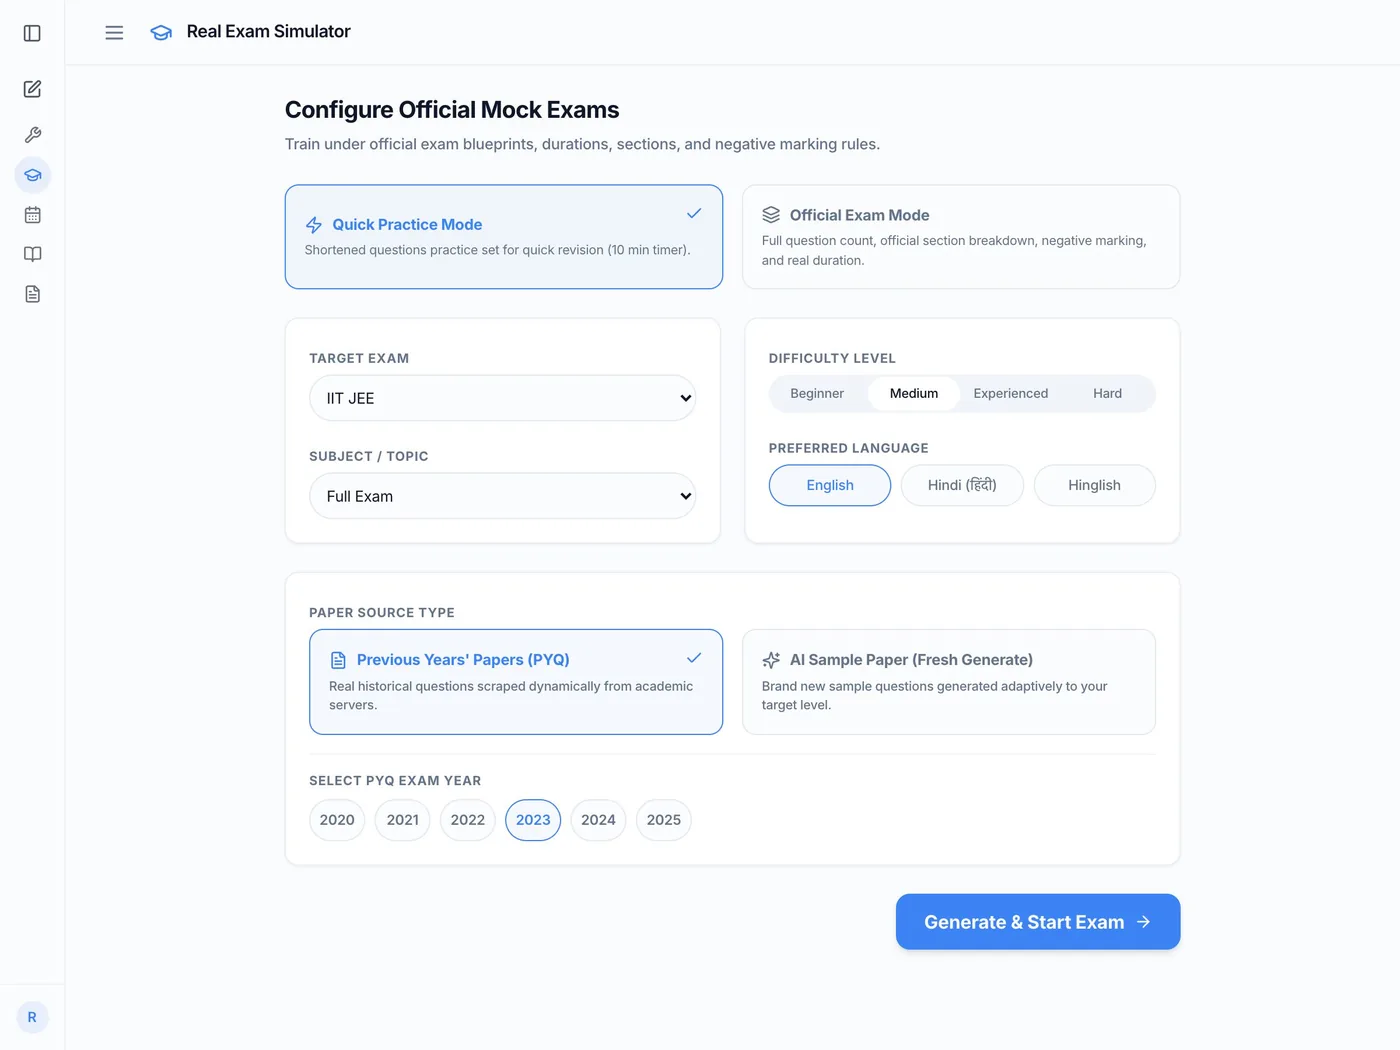 Real Exam Simulator
Configure Official Mock Exams
Train under official exam blueprints, durations, sections, and negative marking rules.
Quick Practice Mode
Shortened questions practice set for quick revision (10 min timer).
Official Exam Mode
Full question count, official section breakdown, negative marking,
and real duration.
TARGET EXAM
IIT JEE
SUBJECT / TOPIC
Full Exam
DIFFICULTY LEVEL
Beginner Medium Experienced Hard
PREFERRED LANGUAGE
English Hindi (हिंदी) Hinglish
PAPER SOURCE TYPE
Previous Years' Papers (PYQ)
Real historical questions scraped dynamically from academic
servers.
AI Sample Paper (Fresh Generate)
Brand new sample questions generated adaptively to your
target level.
SELECT PYQ EXAM YEAR
2020 2021 2022 2023 2024 2025
Generate & Start Exam
R